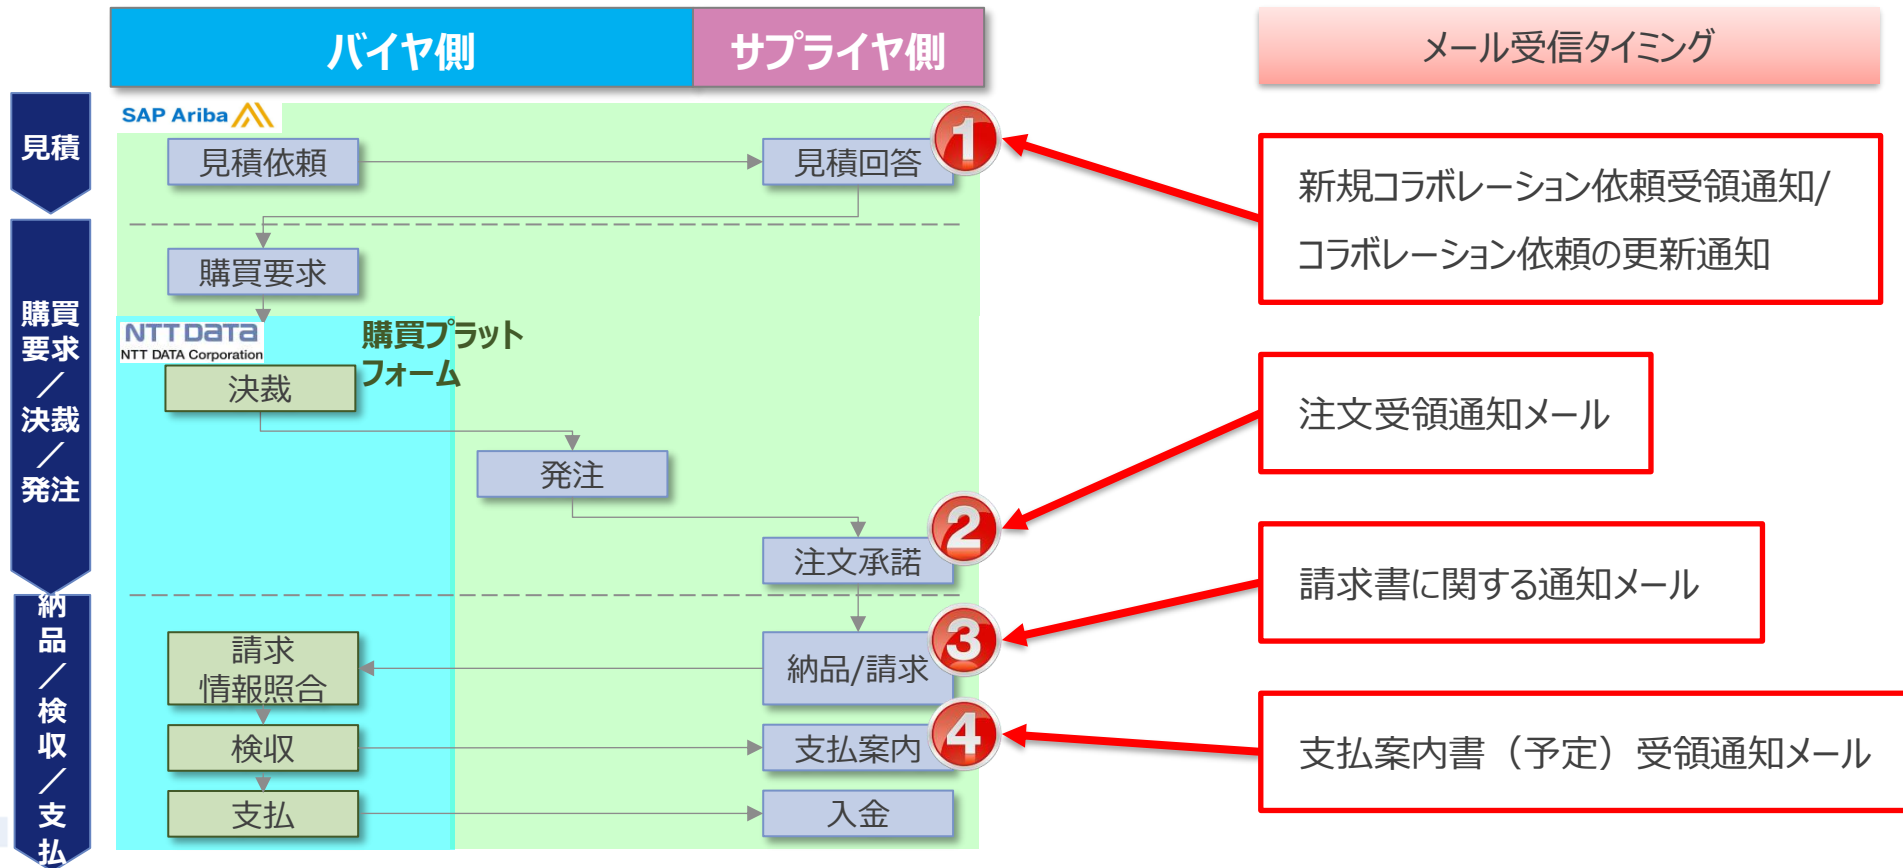 バイヤ側
サプライヤ側
メール受信タイミング
見積
SAP Ariba
見積依頼
見積回答
1
新規コラボレーション依頼受領通知/
コラボレーション依頼の更新通知
購買
要求
/
決裁
/
発注
購買要求
NTT DATA
NTT DATA Corporation
購買プラット
フォーム
決裁
発注
注文承諾
2
注文受領通知メール
納
品
/
検
収
/
支
払
請求
情報照合
納品/請求
3
請求書に関する通知メール
検収
支払案内
4
支払案内書（予定）受領通知メール
支払
入金